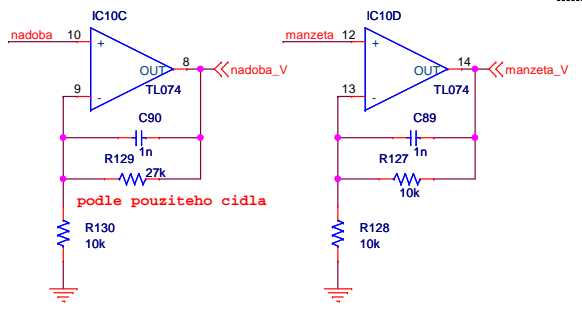 IC10C
nadoba
10
+
9
-
OUT
8
TL074
nadoba_V
C90
1n
R129
27k
podle pouziteho cidla
R130
10k
IC10D
manzeta
12
+
13
-
OUT
14
TL074
manzeta_V
C89
1n
R127
10k
R128
10k